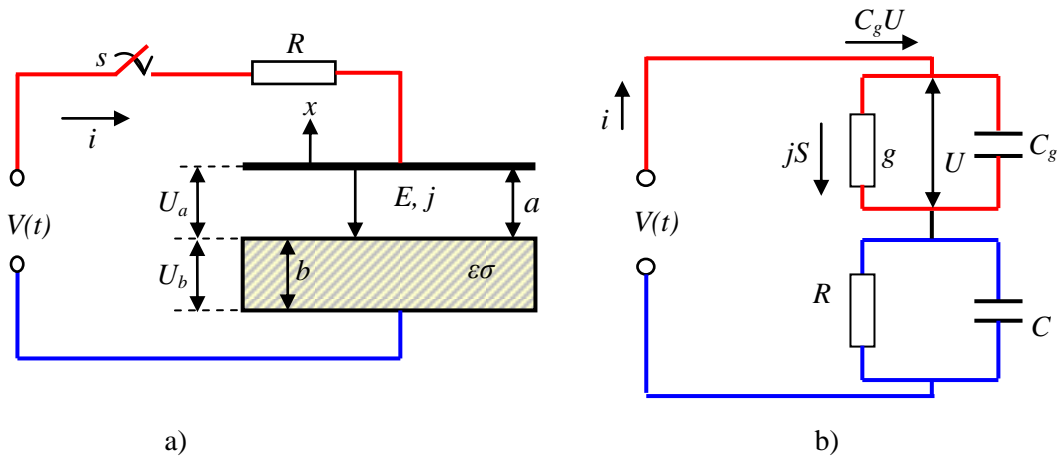 s
R
i
x
U_a
E, j
a
V(t)
U_b
b
εσ
a)
C_gU
i
jS
g
U
C_g
V(t)
R
C
b)